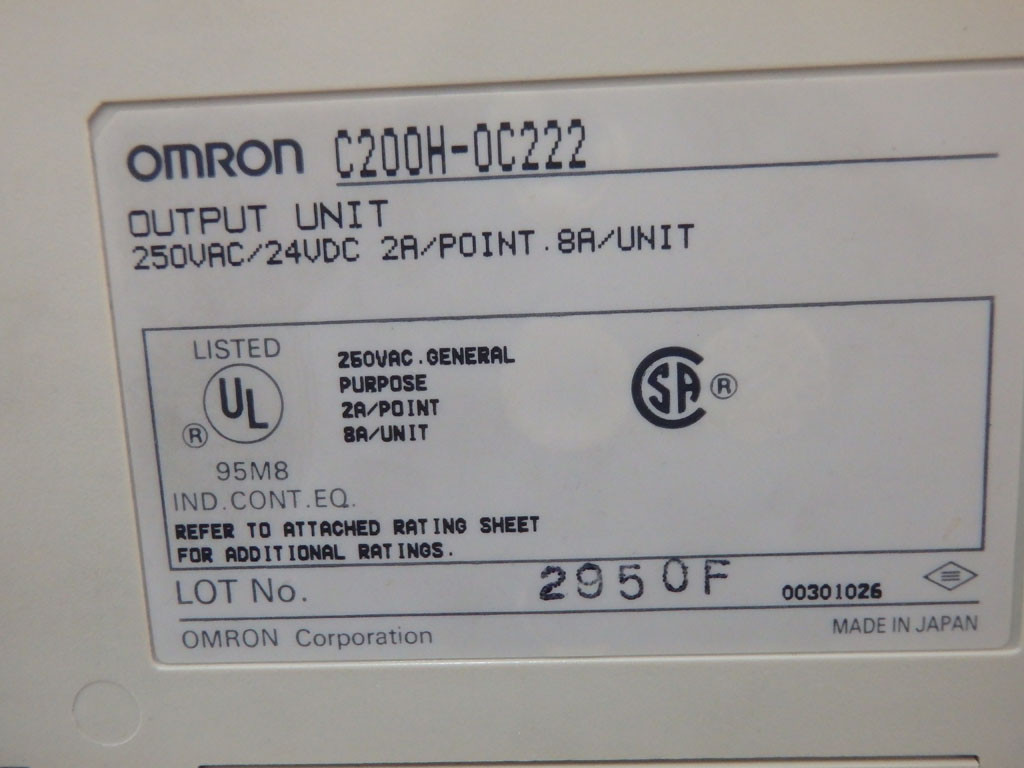 OMRON C200H-OC222
OUTPUT UNIT
250VAC/24VDC 2A/POINT.8A/UNIT
LISTED
UL
®
95M8
IND.CONT.EQ.
250VAC.GENERAL
PURPOSE
2A/POINT
8A/UNIT
SA ®
REFER TO ATTACHED RATING SHEET
FOR ADDITIONAL RATINGS.
LOT No. 2950F 00301026
OMRON Corporation MADE IN JAPAN